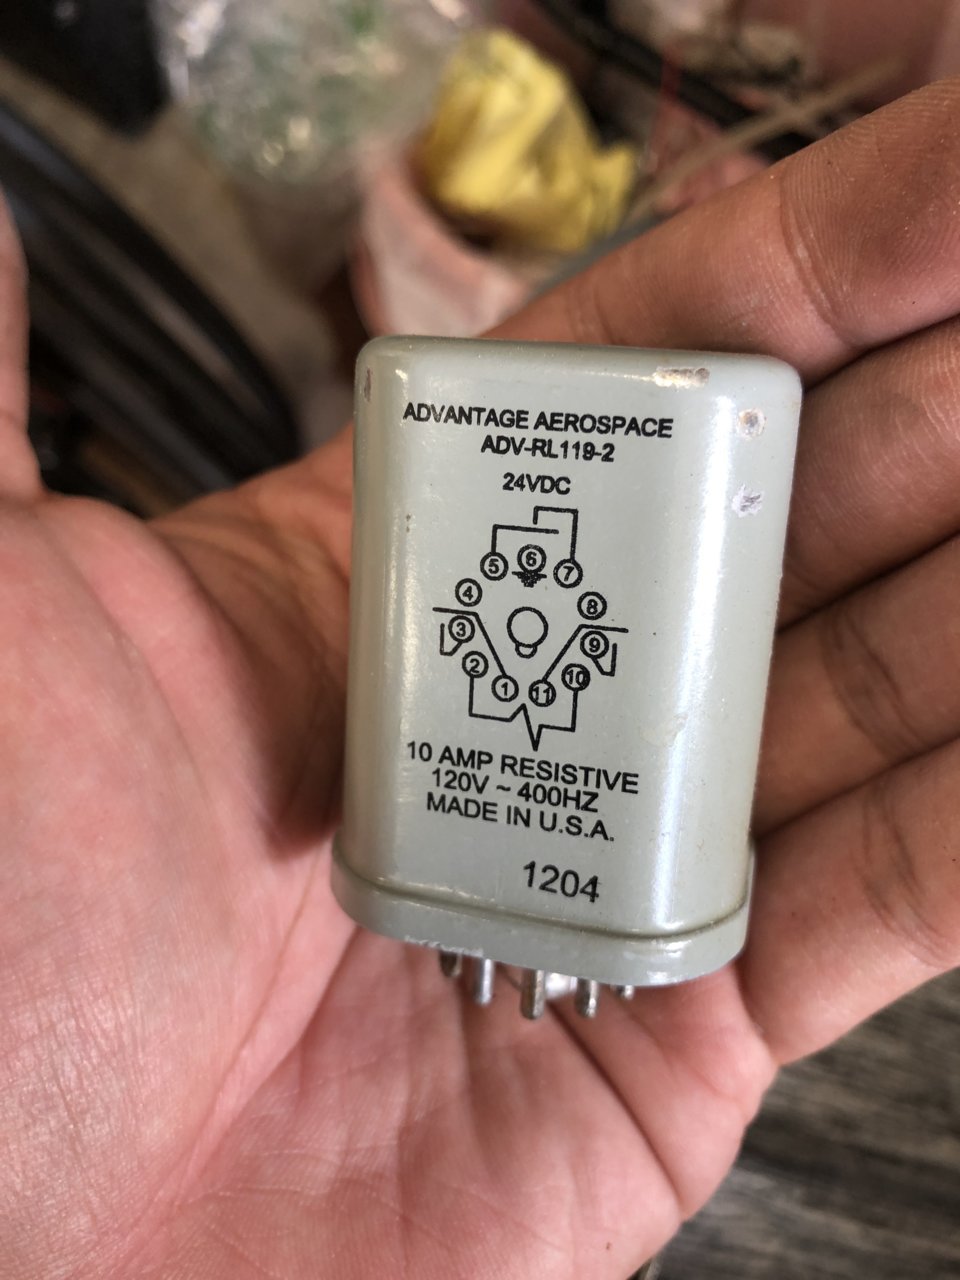 ADVANTAGE AEROSPACE
ADV-RL119-2
24VDC
5 6 7
4 8
3 9
2 10
1 11
10 AMP RESISTIVE
120V ~ 400HZ
MADE IN U.S.A.
1204